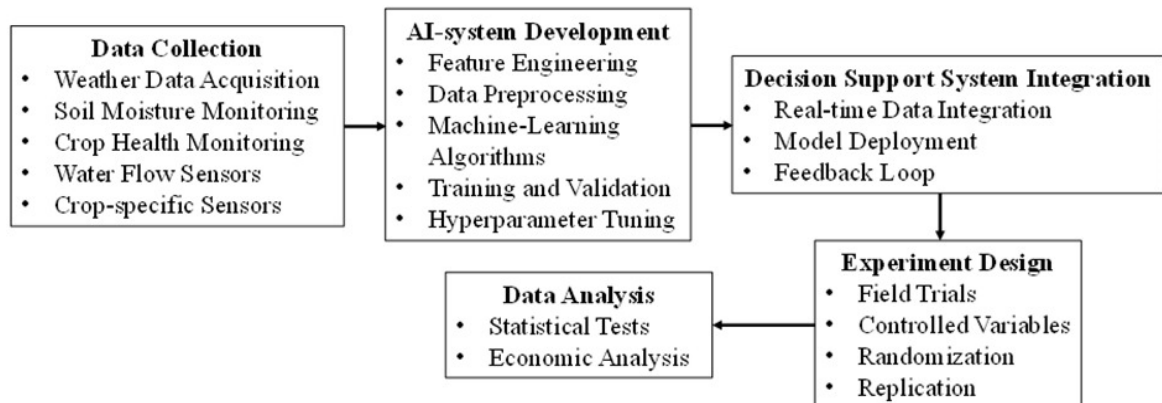 Data Collection
• Weather Data Acquisition
• Soil Moisture Monitoring
• Crop Health Monitoring
• Water Flow Sensors
• Crop-specific Sensors
AI-system Development
• Feature Engineering
• Data Preprocessing
• Machine-Learning
Algorithms
• Training and Validation
• Hyperparameter Tuning
Decision Support System Integration
• Real-time Data Integration
• Model Deployment
• Feedback Loop
Experiment Design
• Field Trials
• Controlled Variables
• Randomization
• Replication
Data Analysis
• Statistical Tests
• Economic Analysis